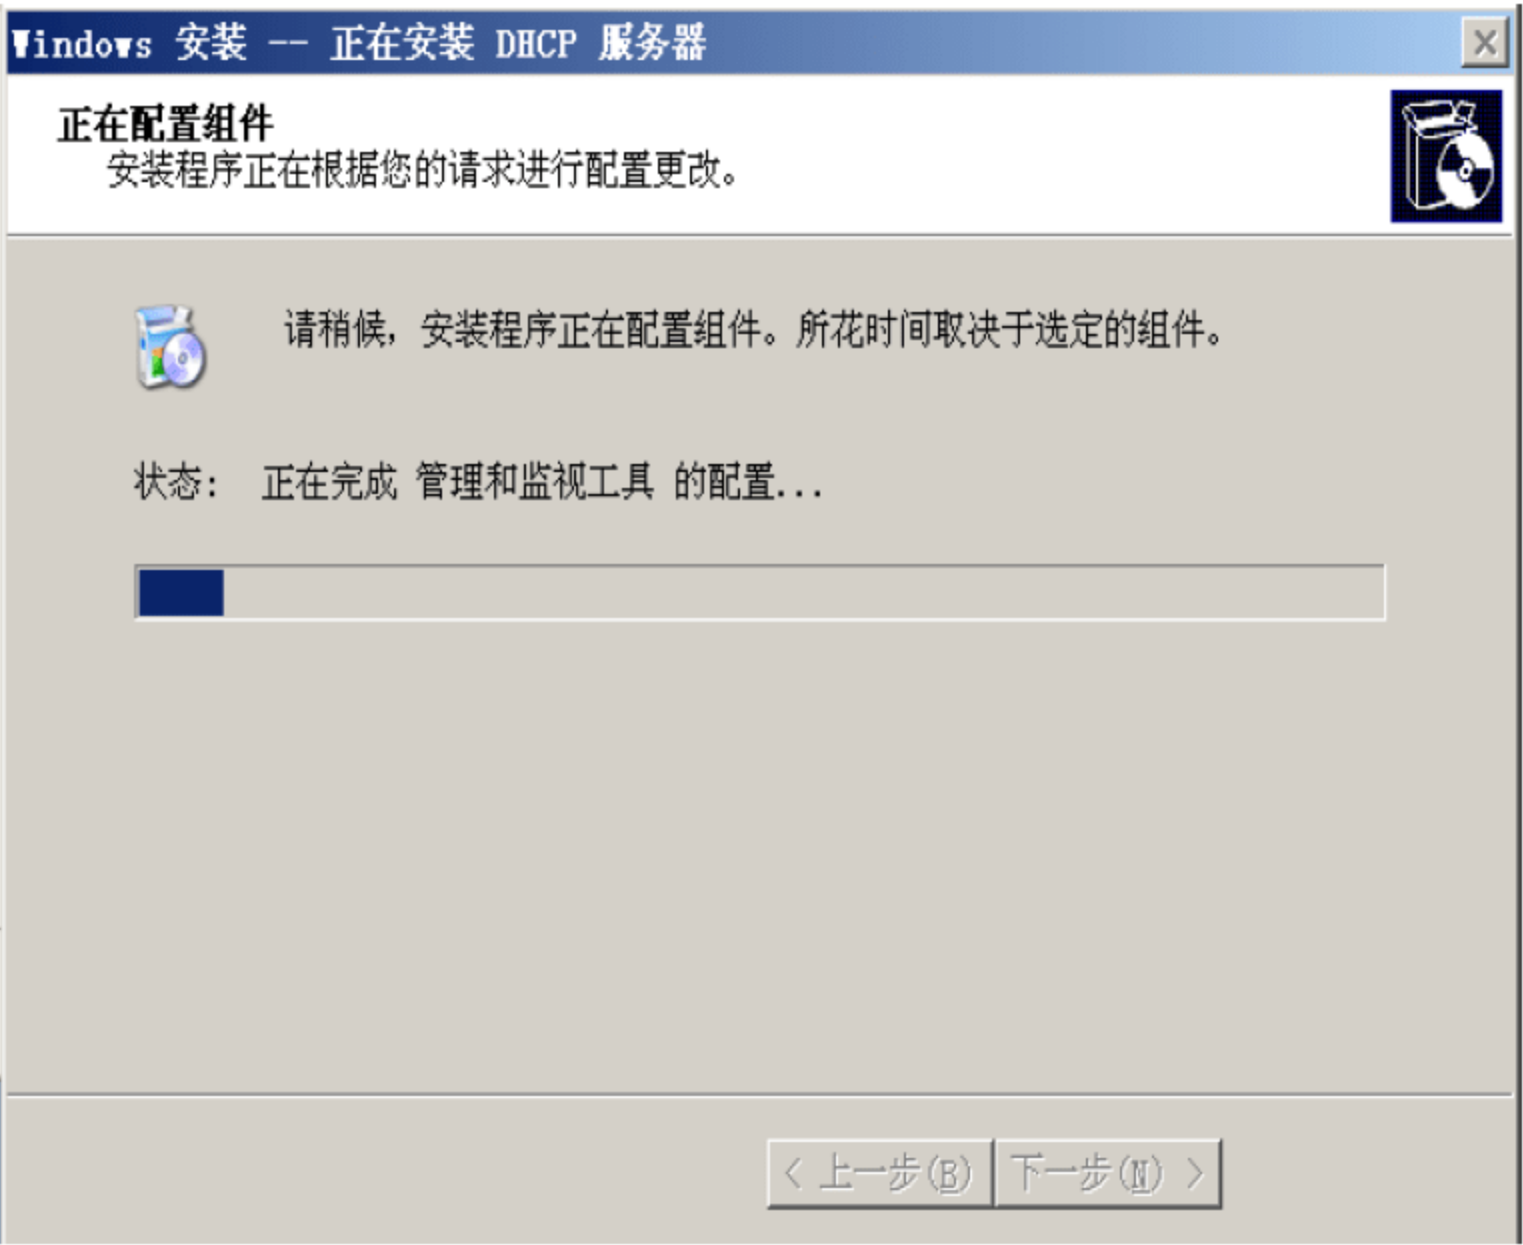 Windows 安装 -- 正在安装 DHCP 服务器
正在配置组件
安装程序正在根据您的请求进行配置更改。
请稍候，安装程序正在配置组件。所花时间取决于选定的组件。
状态： 正在完成 管理和监视工具 的配置...
< 上一步(B) 下一步(N) >